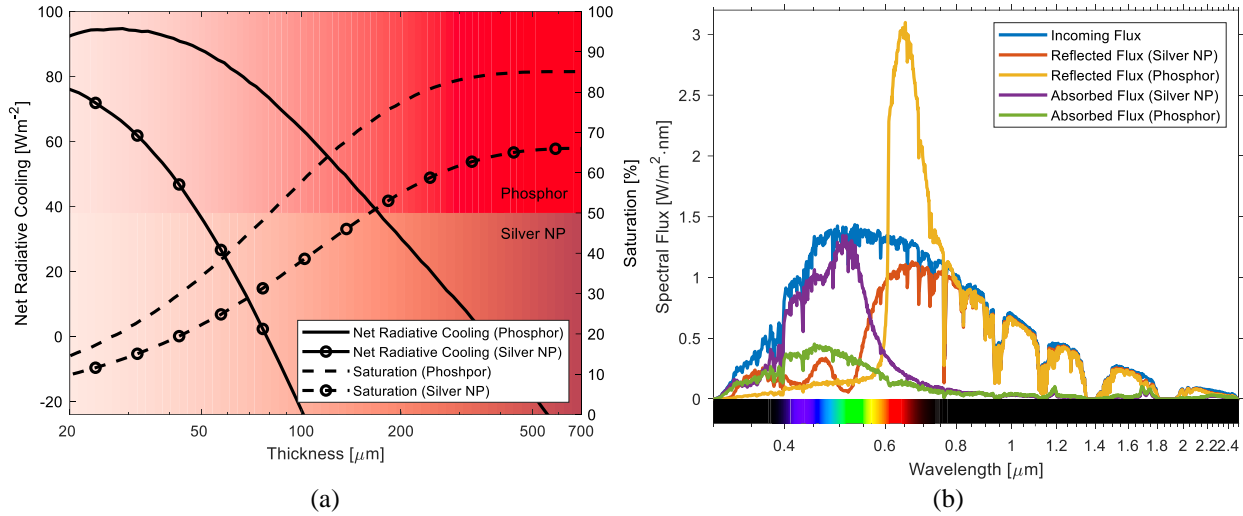 100
80
60
40
20
0
-20
Net Radiative Cooling [Wm-2]
100
90
80
70
60
50
40
30
20
10
0
Saturation [%]
Phosphor
Silver NP
Net Radiative Cooling (Phosphor)
Net Radiative Cooling (Silver NP)
Saturation (Phoshpor)
Saturation (Silver NP)
20 50 100 200 500 700
Thickness [μm]
(a)
3
2.5
2
1.5
1
0.5
0
Spectral Flux [W/m2·nm]
Incoming Flux
Reflected Flux (Silver NP)
Reflected Flux (Phosphor)
Absorbed Flux (Silver NP)
Absorbed Flux (Phosphor)
0.4 0.6 0.8 1 1.2 1.4 1.6 1.8 2 2.22.4
Wavelength [μm]
(b)